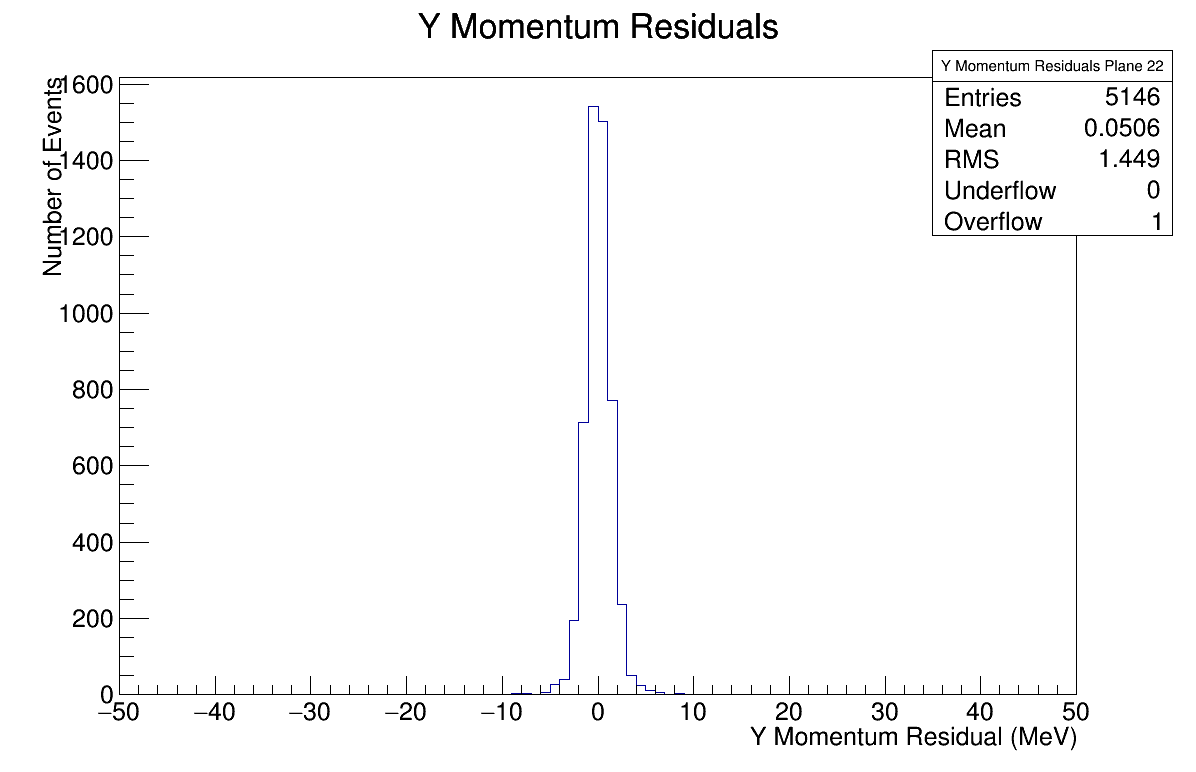 Y Momentum Residuals
Y Momentum Residuals Plane 22
Entries 5146
Mean 0.0506
RMS 1.449
Underflow 0
Overflow 1
Number of Events
1600
1400
1200
1000
800
600
400
200
0
−50 −40 −30 −20 −10 0 10 20 30 40 50
Y Momentum Residual (MeV)